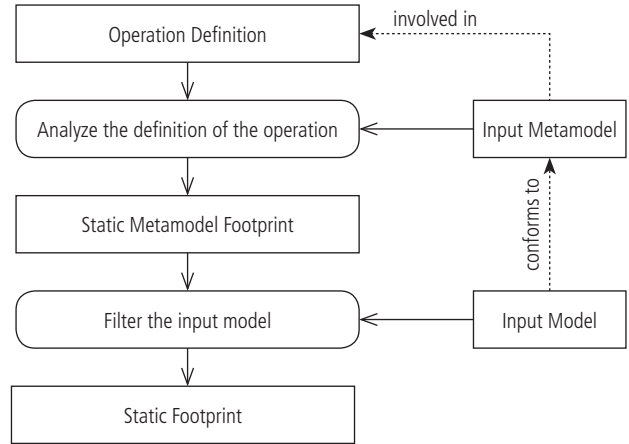 involved in
Operation Definition
Analyze the definition of the operation
Input Metamodel
Static Metamodel Footprint
conforms to
Filter the input model
Input Model
Static Footprint